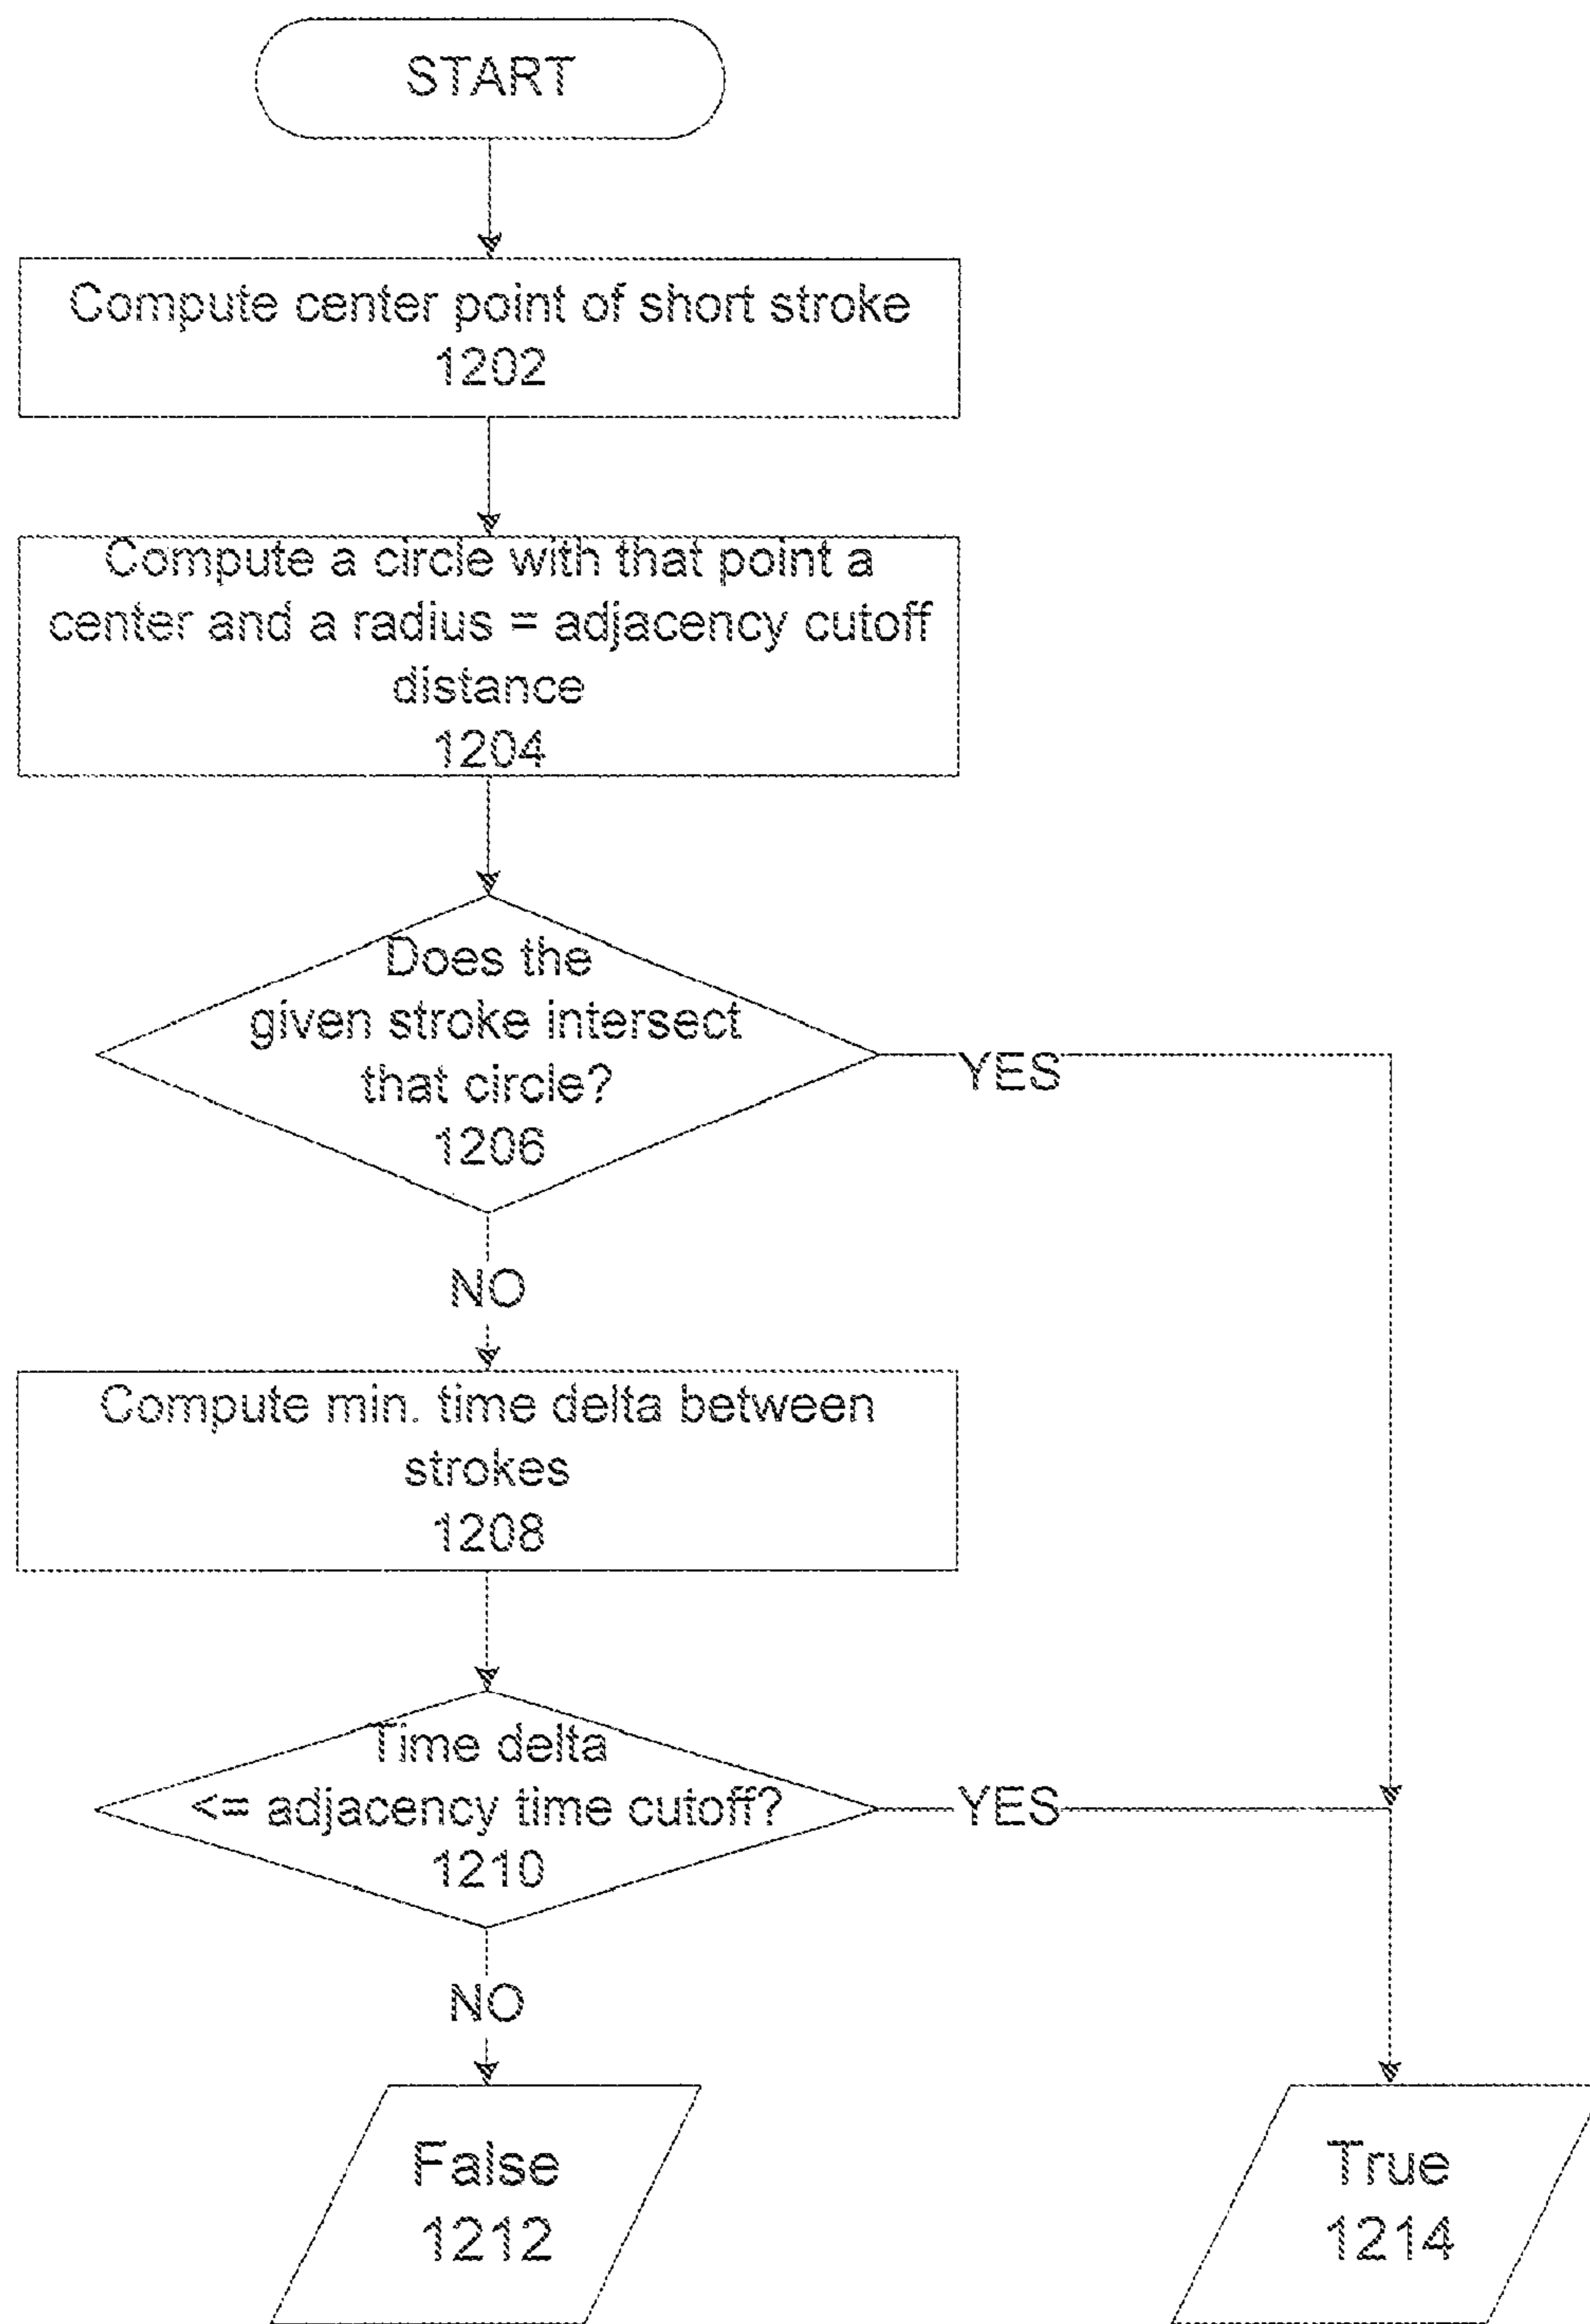 START
Compute center point of short stroke
1202
Compute a circle with that point a
center and a radius = adjacency cutoff
distance
1204
Does the
given stroke intersect
that circle?
1206
YES
NO
Compute min. time delta between
strokes
1208
Time delta
<= adjacency time cutoff?
1210
YES
NO
False
1212
True
1214